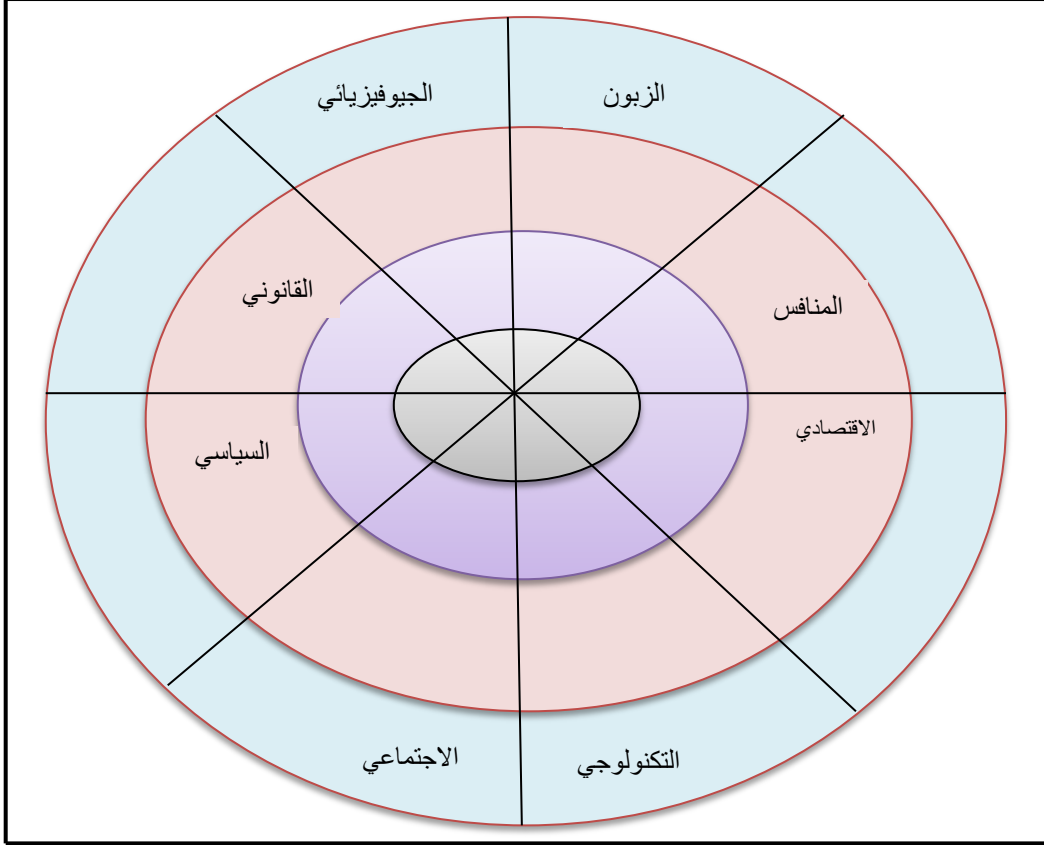 الزبون
الجيوفيزيائي
المنافس
القانوني
الاقتصادي
السياسي
التكنولوجي
الاجتماعي